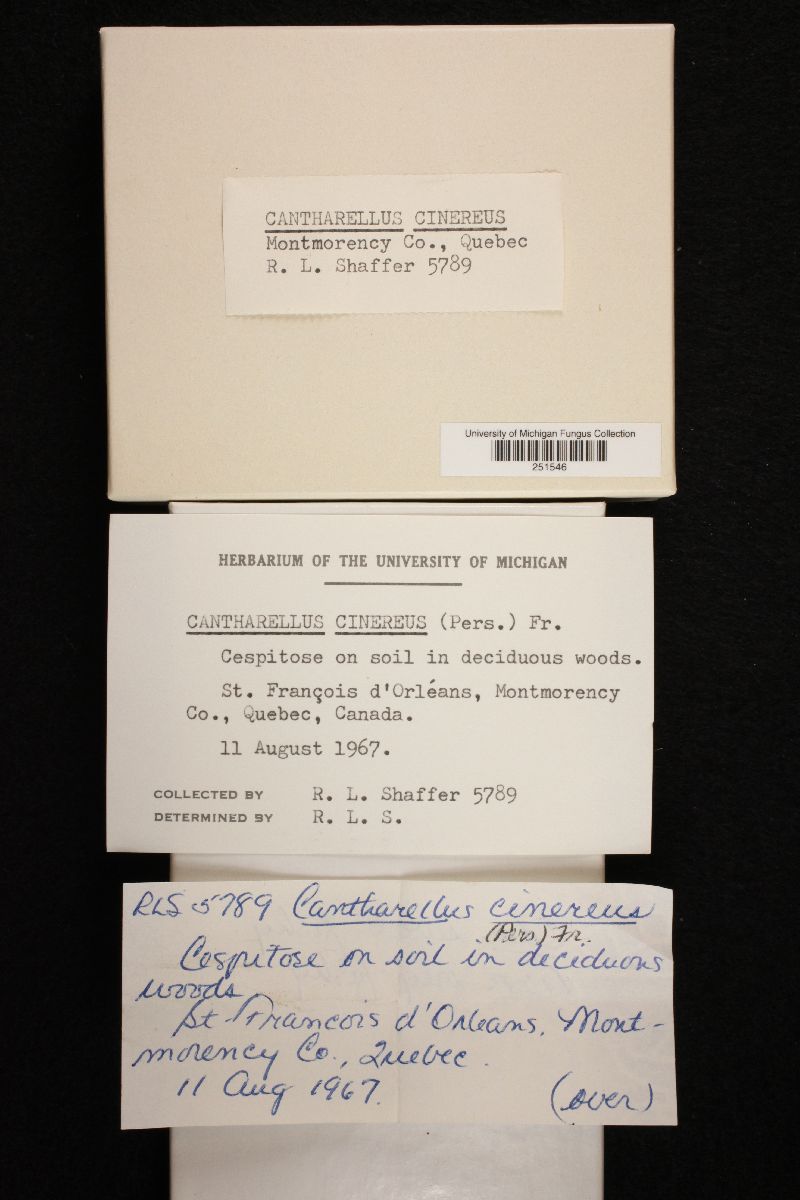 CANTHARELLUS CINEREUS
Montmorency Co., Quebec
R. L. Shaffer 5789
University of Michigan Fungus Collection
251546
HERBARIUM OF THE UNIVERSITY OF MICHIGAN
CANTHARELLUS CINEREUS (Pers.) Fr.
Cespitose on soil in deciduous woods.
St. François d'Orléans, Montmorency
Co., Quebec, Canada.
11 August 1967.
COLLECTED BY R. L. Shaffer 5789
DETERMINED BY R. L. S.
RLS 5789 Cantharellus cinereus
(Pers.) Fr.
Cespitose on soil in deciduous
woods.
St. Francois d'Orleans, Mont-
morency Co., Quebec.
11 Aug 1967.
(over)